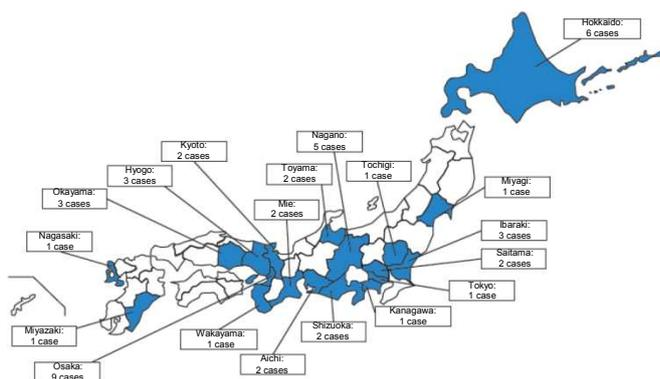 Hokkaido:
6 cases
Nagano:
5 cases
Kyoto:
2 cases
Toyama:
2 cases
Tochigi:
1 case
Hyogo:
3 cases
Miyagi:
1 case
Okayama:
3 cases
Mie:
2 cases
Ibaraki:
3 cases
Nagasaki:
1 case
Saitama:
2 cases
Tokyo:
1 case
Kanagawa:
1 case
Miyazaki:
1 case
Wakayama:
1 case
Shizuoka:
2 cases
Aichi:
2 cases
Osaka:
9 cases